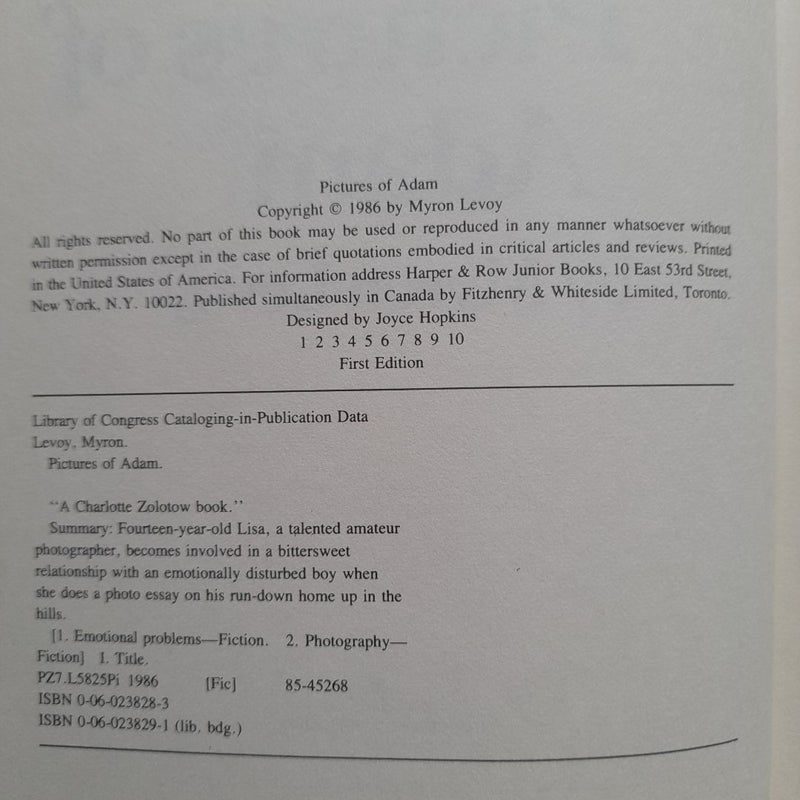 Pictures of Adam
Copyright © 1986 by Myron Levoy
All rights reserved. No part of this book may be used or reproduced in any manner whatsoever without
written permission except in the case of brief quotations embodied in critical articles and reviews. Printed
in the United States of America. For information address Harper & Row Junior Books, 10 East 53rd Street,
New York, N.Y. 10022. Published simultaneously in Canada by Fitzhenry & Whiteside Limited, Toronto.
Designed by Joyce Hopkins
1 2 3 4 5 6 7 8 9 10
First Edition
Library of Congress Cataloging-in-Publication Data
Levoy, Myron.
Pictures of Adam.
“A Charlotte Zolotow book.”
Summary: Fourteen-year-old Lisa, a talented amateur
photographer, becomes involved in a bittersweet
relationship with an emotionally disturbed boy when
she does a photo essay on his run-down home up in the
hills.
[1. Emotional problems—Fiction. 2. Photography—
Fiction] I. Title.
PZ7.L5825Pi 1986 [Fic] 85-45268
ISBN 0-06-023828-3
ISBN 0-06-023829-1 (lib. bdg.)